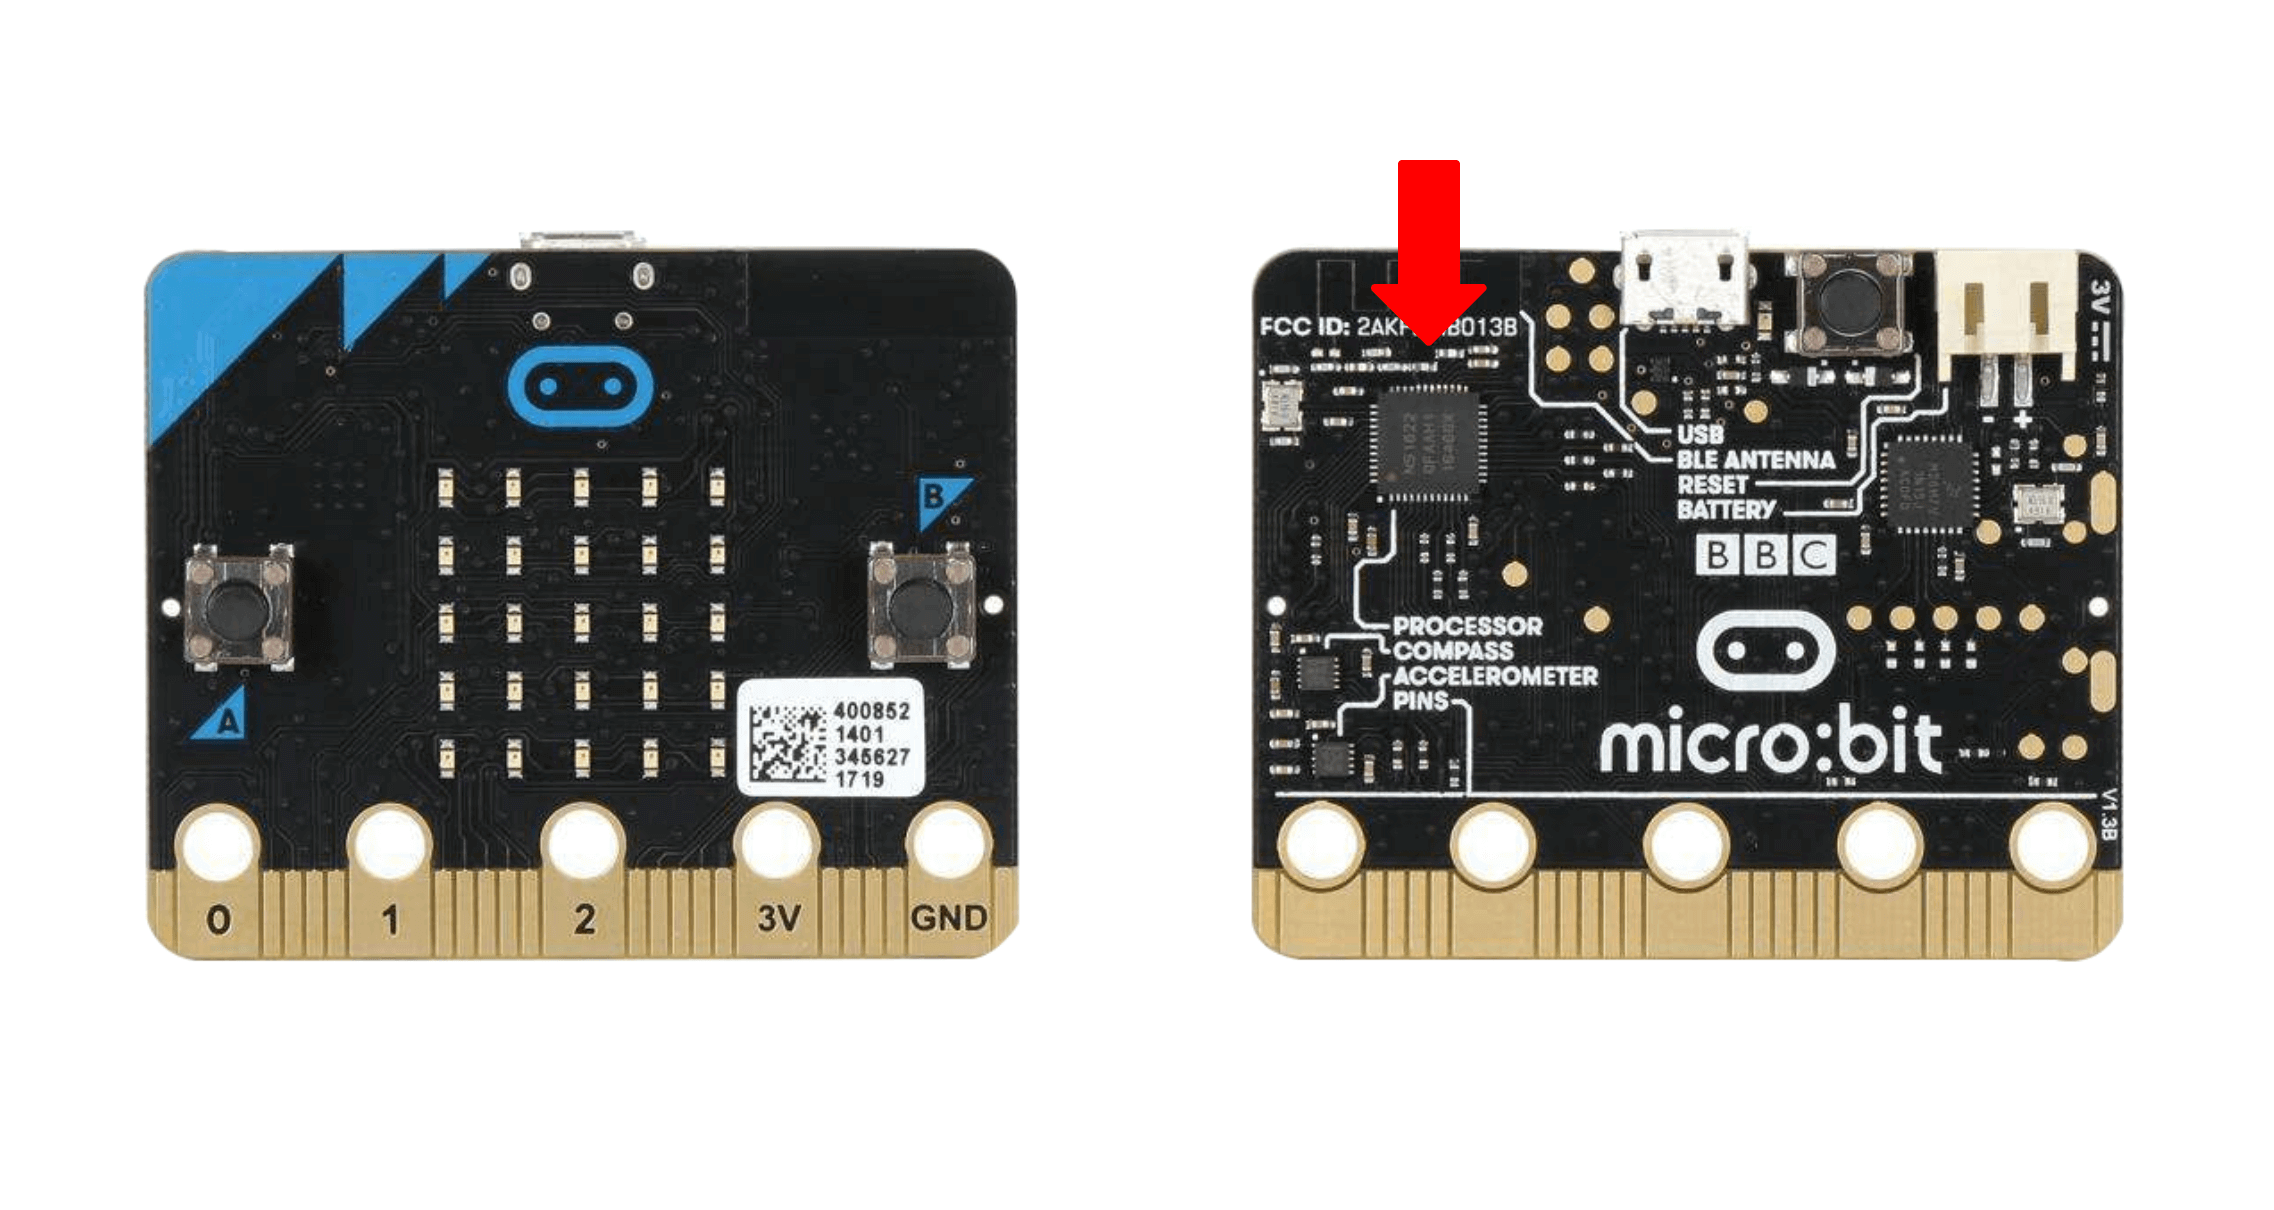 B
A
400852
1401
345627
1719
0
1
2
3V
GND
FCC ID: 2AK
B013B
3V
USB
BLE ANTENNA
RESET
BATTERY
- +
BBC
PROCESSOR
COMPASS
ACCELEROMETER
PINS
micro:bit
V1.3B